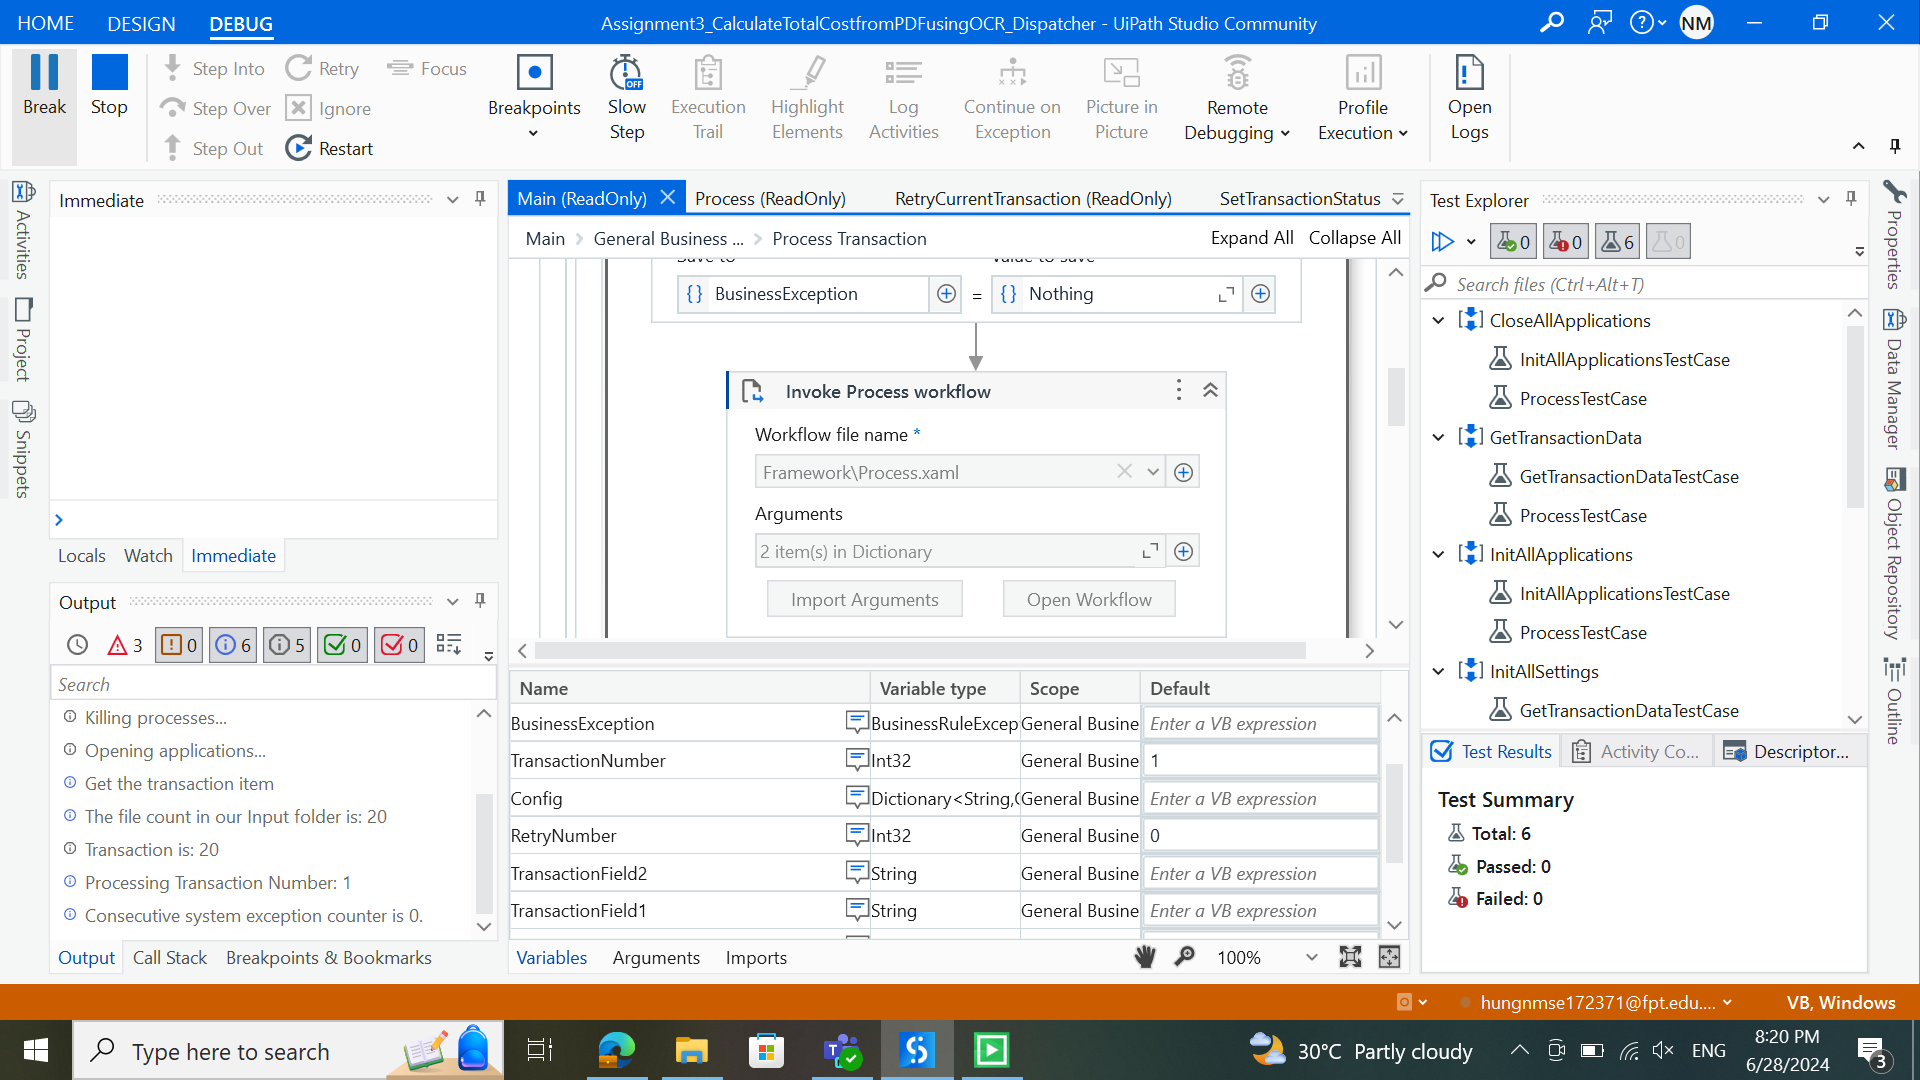 HOME DESIGN DEBUG
Assignment3_CalculateTotalCostfromPDFusingOCR_Dispatcher - UiPath Studio Community
NM
Break
Stop
Step Into
Step Over
Step Out
Retry
Ignore
Restart
Focus
Breakpoints
Slow
Step
OFF
Execution
Trail
Highlight
Elements
Log
Activities
Continue on
Exception
Picture in
Picture
Remote
Debugging
Profile
Execution
Open
Logs
Activities
Project
Snippets
Immediate
Locals Watch Immediate
Output
3 0 6 5 0 0
Search
Killing processes...
Opening applications...
Get the transaction item
The file count in our Input folder is: 20
Transaction is: 20
Processing Transaction Number: 1
Consecutive system exception counter is 0.
Output Call Stack Breakpoints & Bookmarks
Main (ReadOnly) Process (ReadOnly) RetryCurrentTransaction (ReadOnly) SetTransactionStatus
Main General Business ... Process Transaction Expand All Collapse All
Save to Value to save
{} BusinessException = {} Nothing
Invoke Process workflow
Workflow file name *
Framework\Process.xaml
Arguments
2 item(s) in Dictionary
Import Arguments Open Workflow
Name Variable type Scope Default
BusinessException BusinessRuleExcep General Busine Enter a VB expression
TransactionNumber Int32 General Busine 1
Config Dictionary<String,O General Busine Enter a VB expression
RetryNumber Int32 General Busine 0
TransactionField2 String General Busine Enter a VB expression
TransactionField1 String General Busine Enter a VB expression
Variables Arguments Imports 100%
Test Explorer
0 0 6 0
Search files (Ctrl+Alt+T)
CloseAllApplications
InitAllApplicationsTestCase
ProcessTestCase
GetTransactionData
GetTransactionDataTestCase
ProcessTestCase
InitAllApplications
InitAllApplicationsTestCase
ProcessTestCase
InitAllSettings
GetTransactionDataTestCase
Test Results Activity Co... Descriptor...
Test Summary
Total: 6
Passed: 0
Failed: 0
Properties
Data Manager
Object Repository
Outline
hungnmse172371@fpt.edu.... VB, Windows
Type here to search
30°C Partly cloudy
ENG
8:20 PM
6/28/2024
3